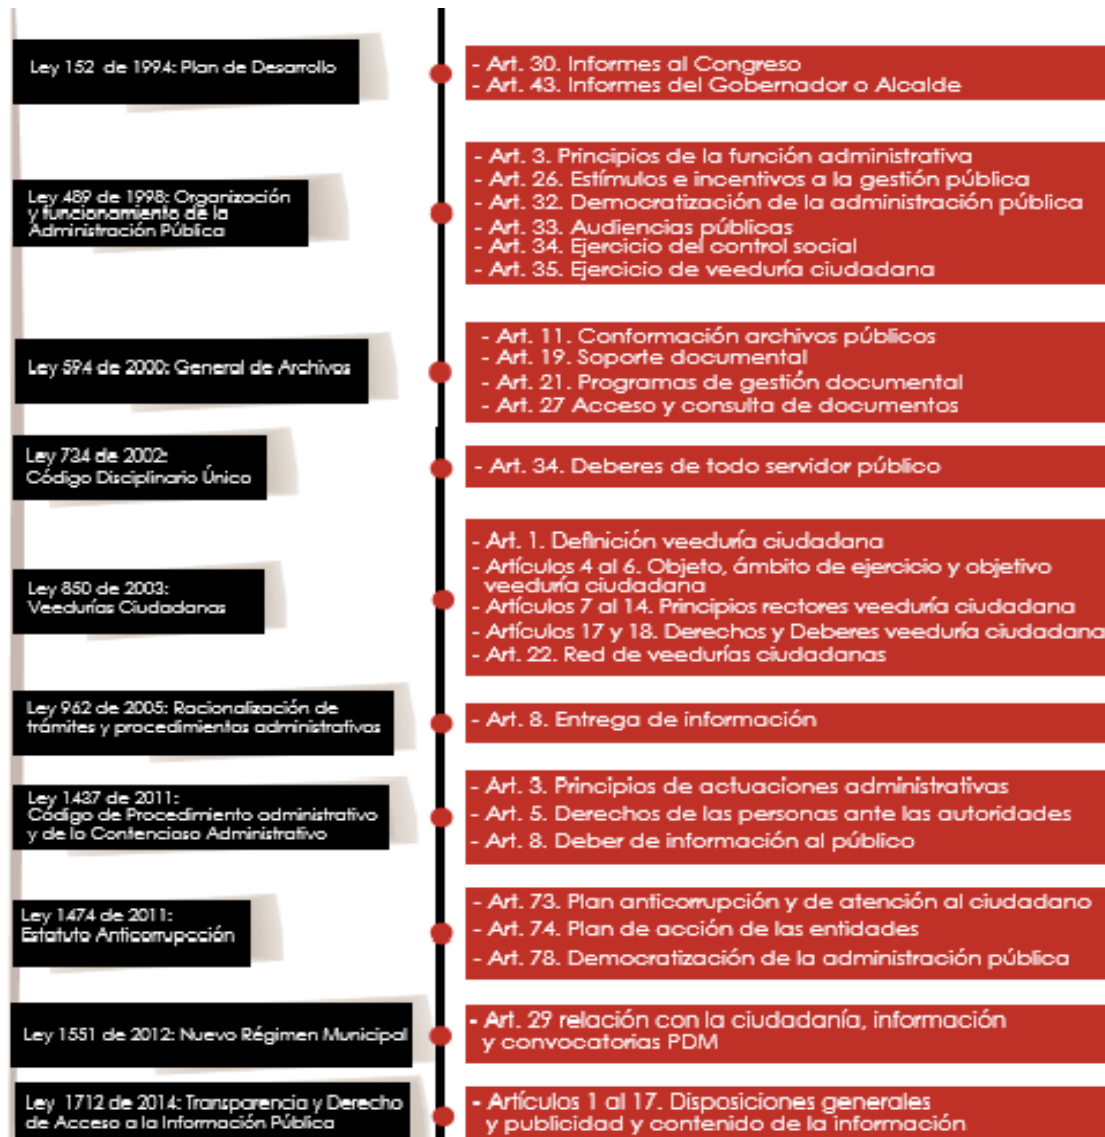 Ley 152 de 1994: Plan de Desarrollo
- Art. 30. Informes al Congreso
- Art. 43. Informes del Gobernador o Alcalde
Ley 489 de 1998: Organización
y funcionamiento de la
Administración Pública
- Art. 3. Principios de la función administrativa
- Art. 26. Estímulos e incentivos a la gestión pública
- Art. 32. Democratización de la administración pública
- Art. 33. Audiencias públicas
- Art. 34. Ejercicio del control social
- Art. 35. Ejercicio de veeduría ciudadana
Ley 594 de 2000: General de Archivos
- Art. 11. Conformación archivos públicos
- Art. 19. Soporte documental
- Art. 21. Programas de gestión documental
- Art. 27 Acceso y consulta de documentos
Ley 734 de 2002:
Código Disciplinario Único
- Art. 34. Deberes de todo servidor público
Ley 850 de 2003:
Veedurías Ciudadanas
- Art. 1. Definición veeduría ciudadana
- Artículos 4 al 6. Objeto, ámbito de ejercicio y objetivo
veeduría ciudadana
- Artículos 7 al 14. Principios rectores veeduría ciudadana
- Artículos 17 y 18. Derechos y Deberes veeduría ciudadana
- Art. 22. Red de veedurías ciudadanas
Ley 962 de 2005: Racionalización de
trámites y procedimientos administrativos
- Art. 8. Entrega de información
Ley 1437 de 2011:
Código de Procedimiento administrativo
y de lo Contencioso Administrativo
- Art. 3. Principios de actuaciones administrativas
- Art. 5. Derechos de las personas ante las autoridades
- Art. 8. Deber de información al público
Ley 1474 de 2011:
Estatuto Anticorrupcción
- Art. 73. Plan anticorrupción y de atención al ciudadano
- Art. 74. Plan de acción de las entidades
- Art. 78. Democratización de la administración pública
Ley 1551 de 2012: Nuevo Régimen Municipal
- Art. 29 relación con la ciudadanía, información
y convocatorias PDM
Ley 1712 de 2014: Transparencia y Derecho
de Acceso a la Información Pública
- Artículos 1 al 17. Disposiciones generales
y publicidad y contenido de la información